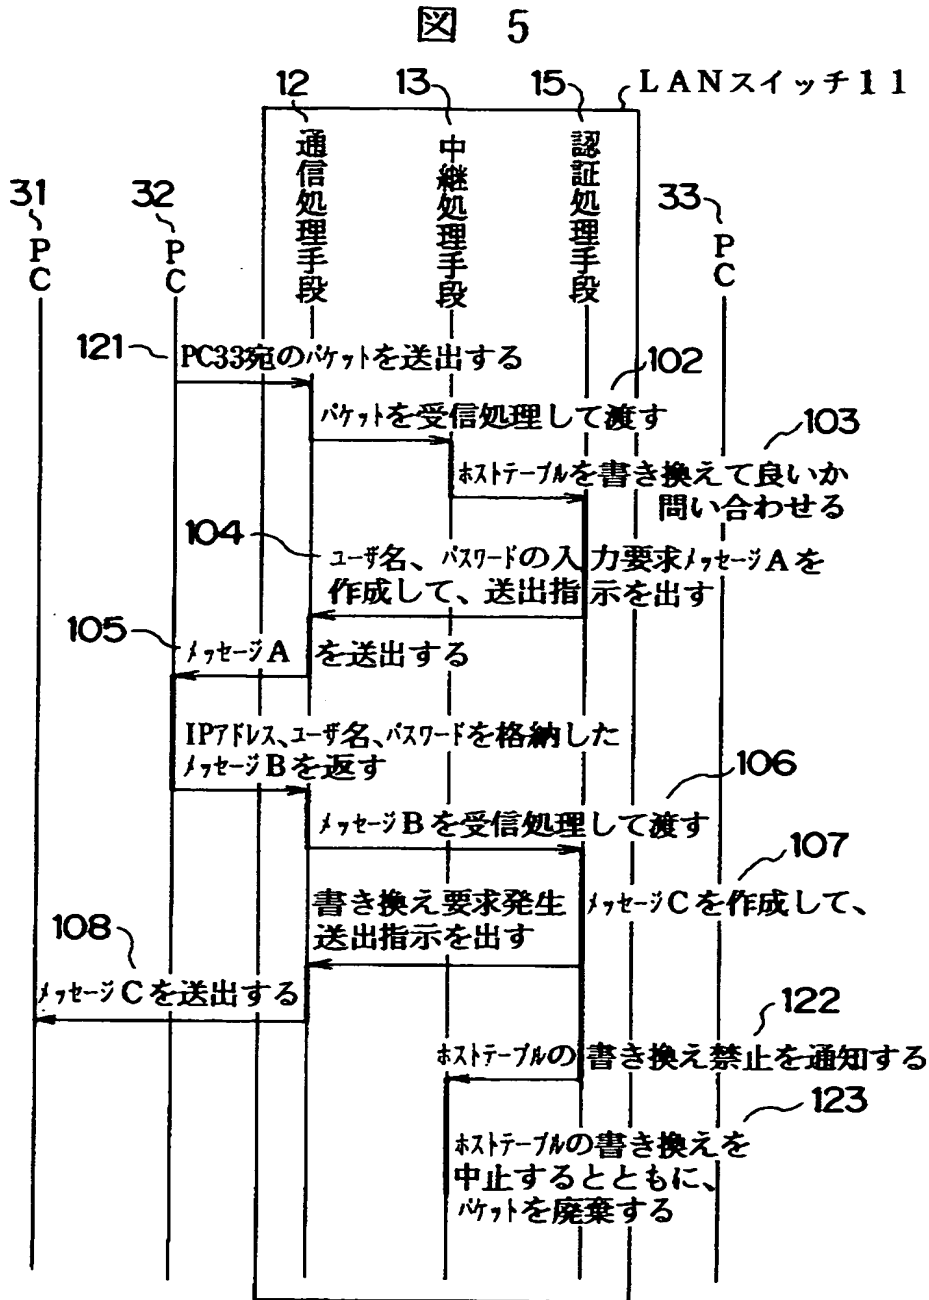 図 5
LANスイッチ11
12
通信処理手段
13
中継処理手段
15
認証処理手段
31
PC
32
PC
33
PC
121
PC33宛のパケットを送出する
102
パケットを受信処理して渡す
103
ホストテーブルを書き換えて良いか
問い合わせる
104
ユーザ名、パスワードの入力要求メッセージAを
作成して、送出指示を出す
105
メッセージA を送出する
IPアドレス、ユーザ名、パスワードを格納した
メッセージBを返す
106
メッセージBを受信処理して渡す
107
書き換え要求発生メッセージCを作成して、
送出指示を出す
108
メッセージCを送出する
122
ホストテーブルの書き換え禁止を通知する
123
ホストテーブルの書き換えを
中止するとともに、
パケットを廃棄する